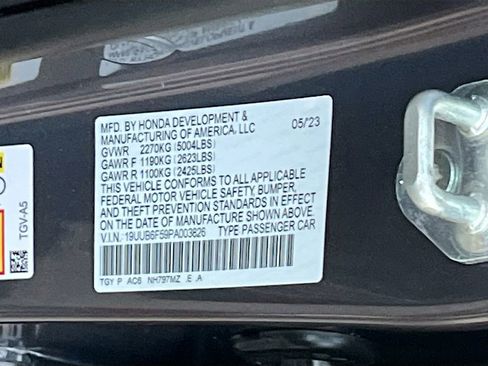 MFD. BY HONDA DEVELOPMENT &
MANUFACTURING OF AMERICA, LLC 05/23
GVWR 2270KG (5004LBS)
GAWR F 1190KG (2623LBS)
GAWR R 1100KG (2425LBS)
THIS VEHICLE CONFORMS TO ALL APPLICABLE
FEDERAL MOTOR VEHICLE SAFETY, BUMPER,
AND THEFT PREVENTION STANDARDS IN EFFECT
ON THE DATE OF MANUFACTURE SHOWN ABOVE.
V.I.N.: 19UUB6F59PA003826 TYPE PASSENGER CAR
TGY P AC6 NH797MZ .E .A
TGV-A5